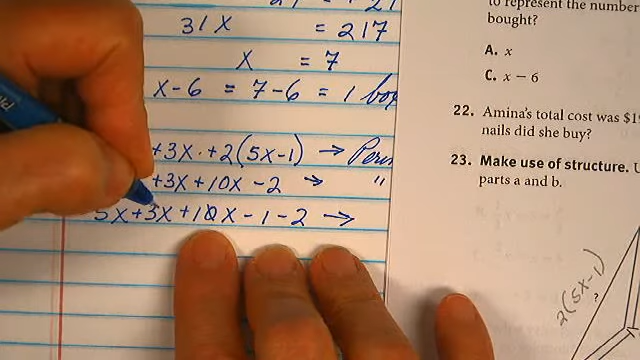 31x = 217
x = 7
x - 6 = 7 - 6 = 1 box
+3x + 2(5x-1) → Peri
+3x + 10x - 2 → "
5x + 3x + 10x - 1 - 2 →
to represent the number
bought?
A. x
C. x − 6
22. Amina's total cost was $1
nails did she buy?
23. Make use of structure. U
parts a and b.
2(5x-1)
?